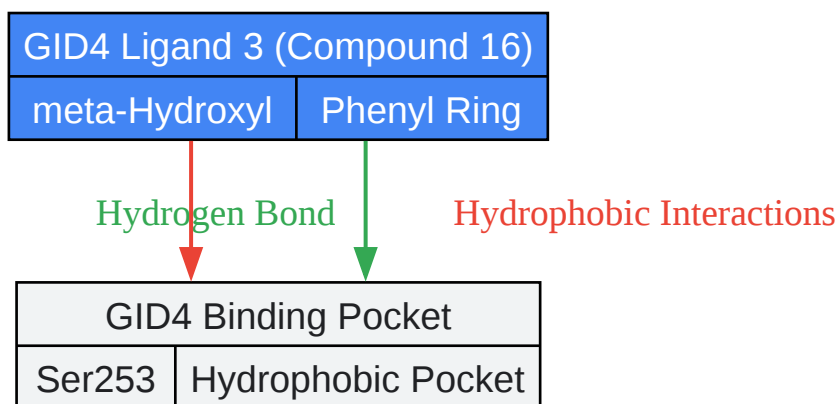 GID4 Ligand 3 (Compound 16)
meta-Hydroxyl Phenyl Ring
Hydrogen Bond Hydrophobic Interactions
GID4 Binding Pocket
Ser253 Hydrophobic Pocket